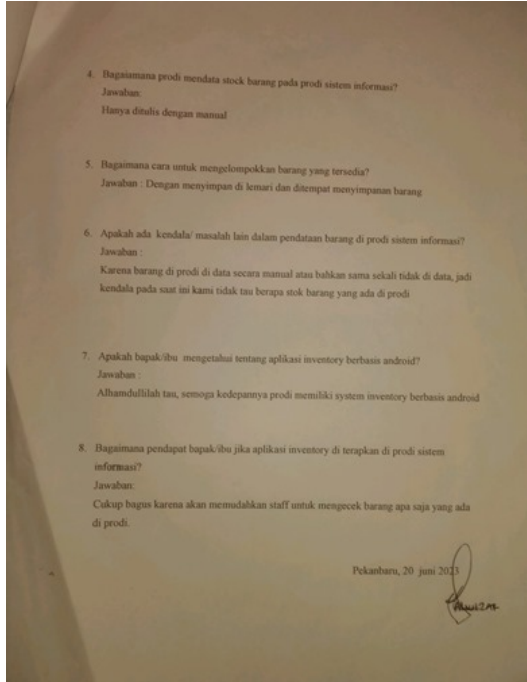 4. Bagaiamana prodi mendata stock barang pada prodi sistem informasi?
Jawaban:
Hanya ditulis dengan manual
5. Bagaimana cara untuk mengelompokkan barang yang tersedia?
Jawaban : Dengan menyimpan di lemari dan ditempat menyimpanan barang
6. Apakah ada kendala/ masalah lain dalam pendataan barang di prodi sistem informasi?
Jawaban :
Karena barang di prodi di data secara manual atau bahkan sama sekali tidak di data, jadi
kendala pada saat ini kami tidak tau berapa stok barang yang ada di prodi
7. Apakah bapak/ibu mengetahui tentang aplikasi inventory berbasis android?
Jawaban :
Alhamdullilah tau, semoga kedepannya prodi memiliki system inventory berbasis android
8. Bagaimana pendapat bapak/ibu jika aplikasi inventory di terapkan di prodi sistem
informasi?
Jawaban:
Cukup bagus karena akan memudahkan staff untuk mengecek barang apa saja yang ada
di prodi.
Pekanbaru, 20 juni 2023